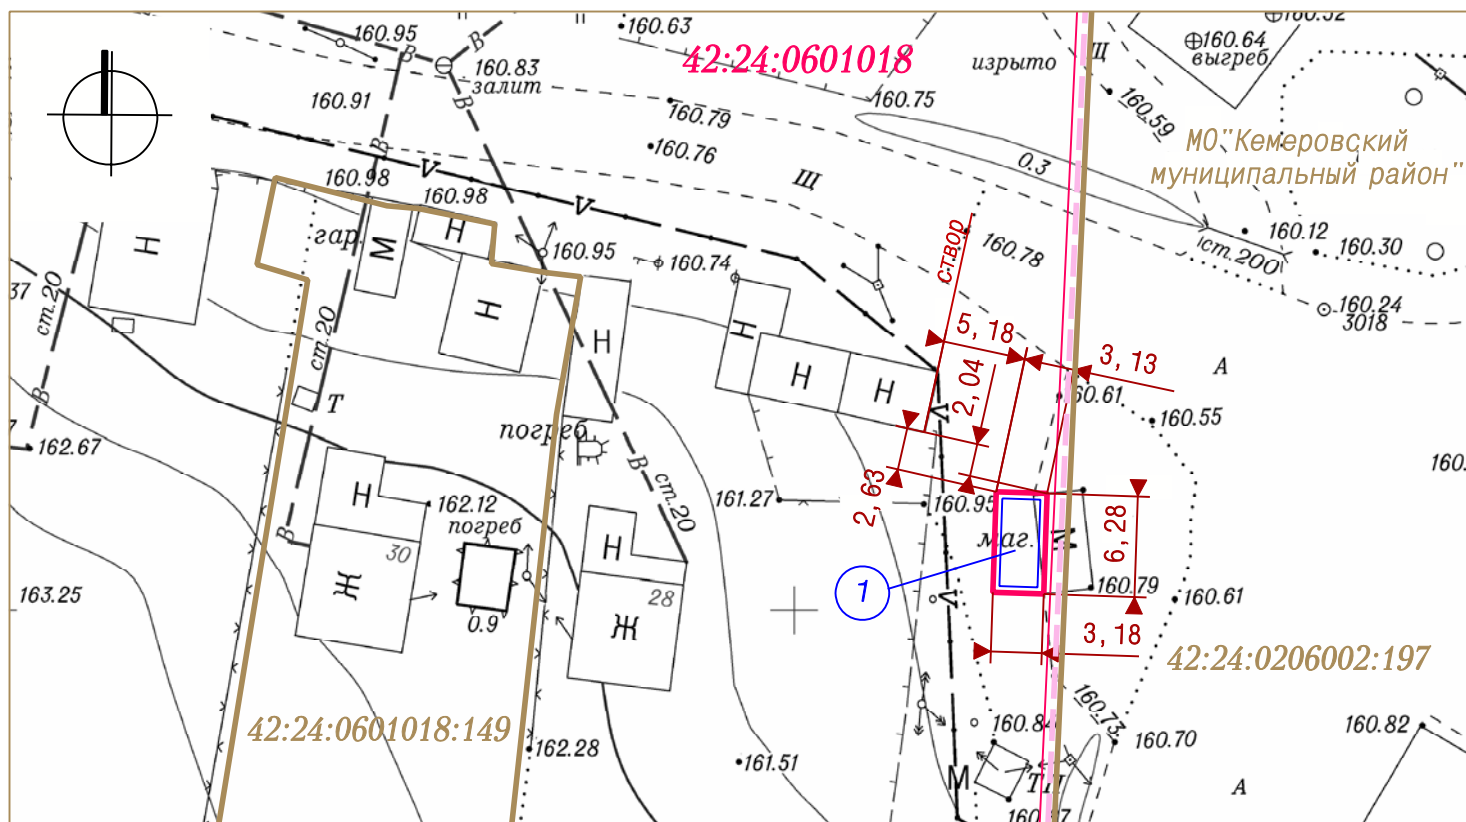 160.95
160.63
160.52
В
В
160.83
залит
42:24:0601018
изрыто
Щ
160.64
выгреб
160.91
В
В
160.79
160.75
160.59
В
160.76
МО"Кемеровский
муниципальный район"
0.3
160.98
160.98
V
Щ
V
Н
гар.
М
Н
160.95
160.74
створ
160.78
160.12
160.30
ст.200
160.24
3018
37
ст.20
ст.20
Н
Н
Н
5,18
3,13
2,04
А
Н
Н
160.61
160.55
В
Т
погреб
V
162.67
В
ст.20
2,63
160.
Н
162.12
погреб
161.27
160.95
6,28
30
В
Н
маг.
М
Ж
1
160.79
163.25
0.9
28
Ж
V
160.61
3,18
42:24:0206002:197
42:24:0601018:149
160.73
160.84
160.70
160.82
162.28
161.51
М
ТП
А